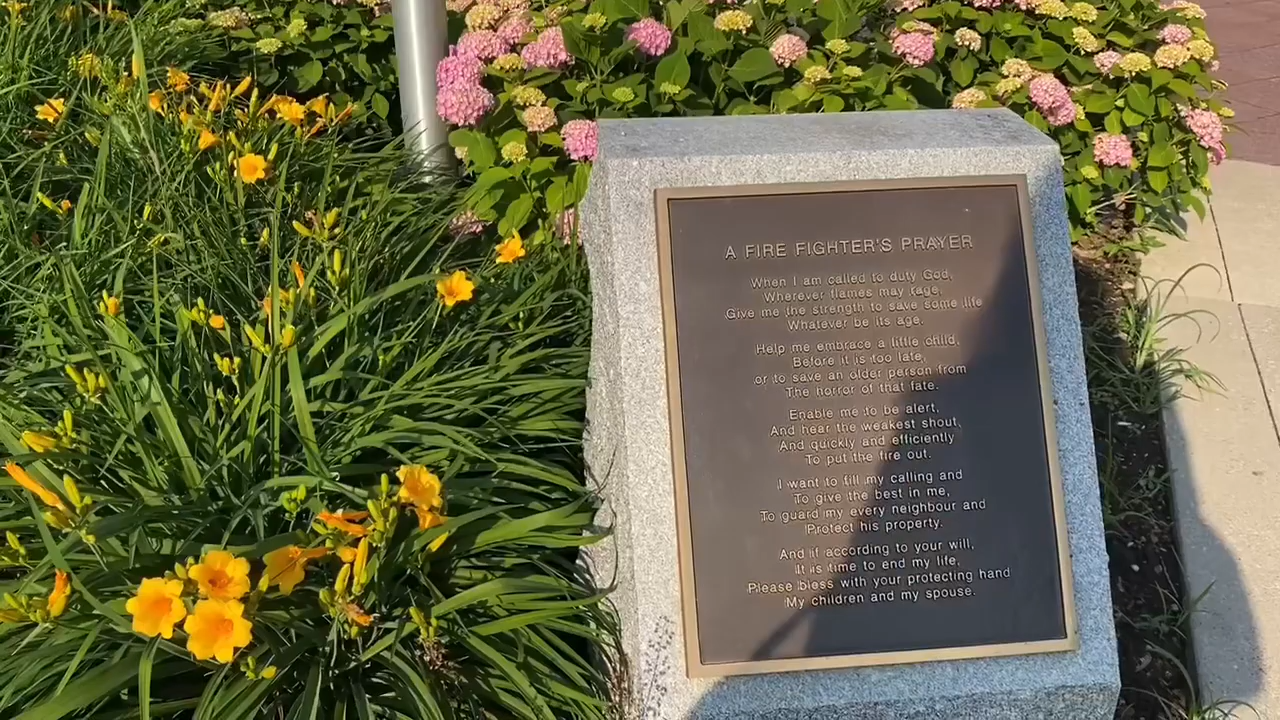 A FIRE FIGHTER'S PRAYER
When I am called to duty God,
Wherever flames may rage,
Give me the strength to save some life
Whatever be its age.
Help me embrace a little child,
Before it is too late,
or to save an older person from
The horror of that fate.
Enable me to be alert,
And hear the weakest shout,
And quickly and efficiently
To put the fire out.
I want to fill my calling and
To give the best in me,
To guard my every neighbour and
Protect his property.
And if according to your will,
It is time to end my life,
Please bless with your protecting hand
My children and my spouse.